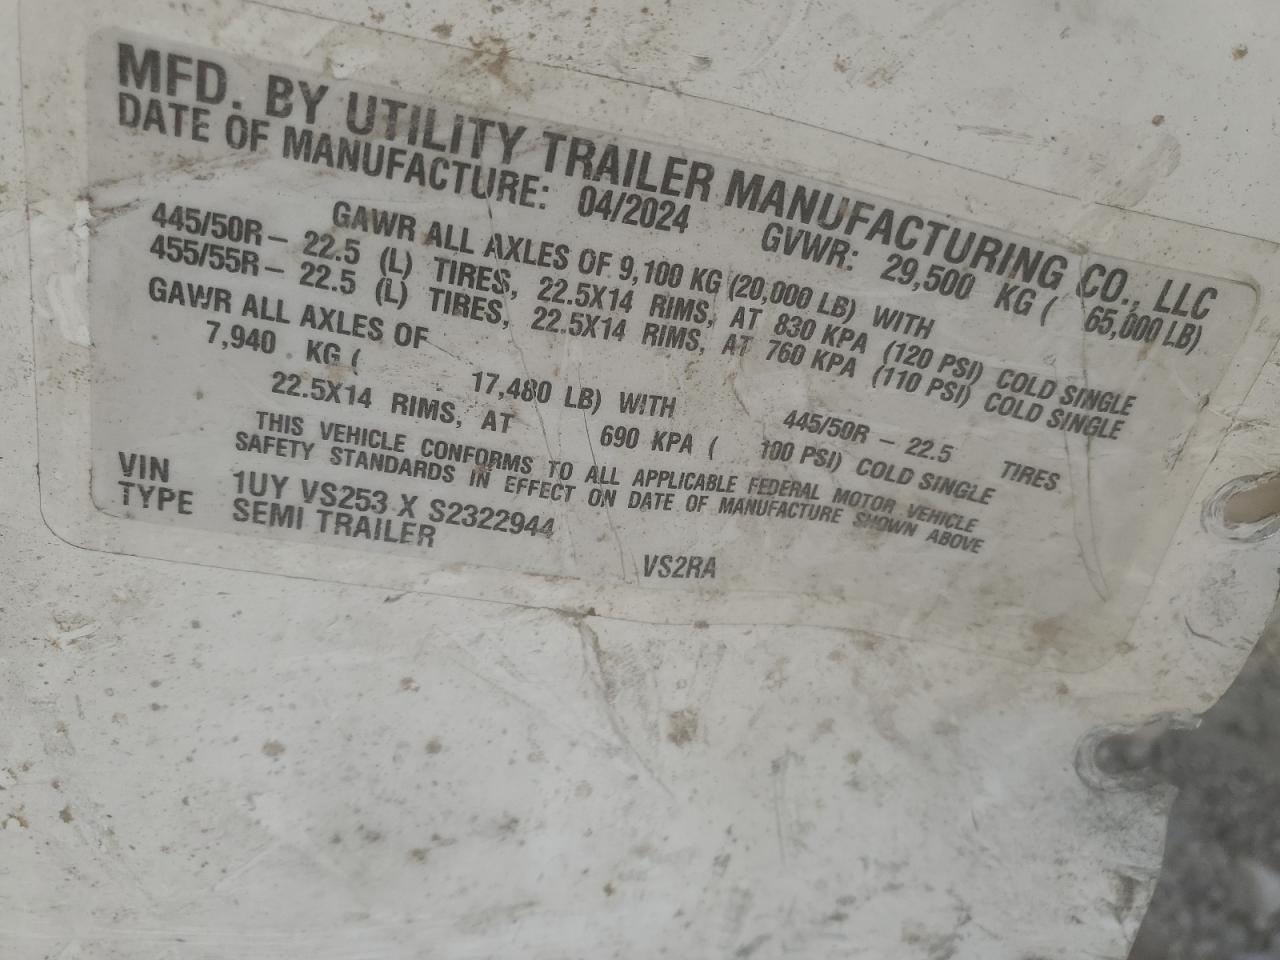 MFD. BY UTILITY TRAILER MANUFACTURING CO., LLC
DATE OF MANUFACTURE: 04/2024 GVWR: 29,500 KG ( 65,000 LB)
GAWR ALL AXLES OF 9,100 KG (20,000 LB) WITH
445/50R – 22.5 (L) TIRES, 22.5X14 RIMS, AT 830 KPA (120 PSI) COLD SINGLE
455/55R – 22.5 (L) TIRES, 22.5X14 RIMS, AT 760 KPA (110 PSI) COLD SINGLE
GAWR ALL AXLES OF
7,940 KG ( 17,480 LB) WITH 445/50R – 22.5 TIRES
22.5X14 RIMS, AT 690 KPA ( 100 PSI) COLD SINGLE
THIS VEHICLE CONFORMS TO ALL APPLICABLE FEDERAL MOTOR VEHICLE
SAFETY STANDARDS IN EFFECT ON DATE OF MANUFACTURE SHOWN ABOVE
VIN 1UY VS253 X S2322944
TYPE SEMI TRAILER VS2RA